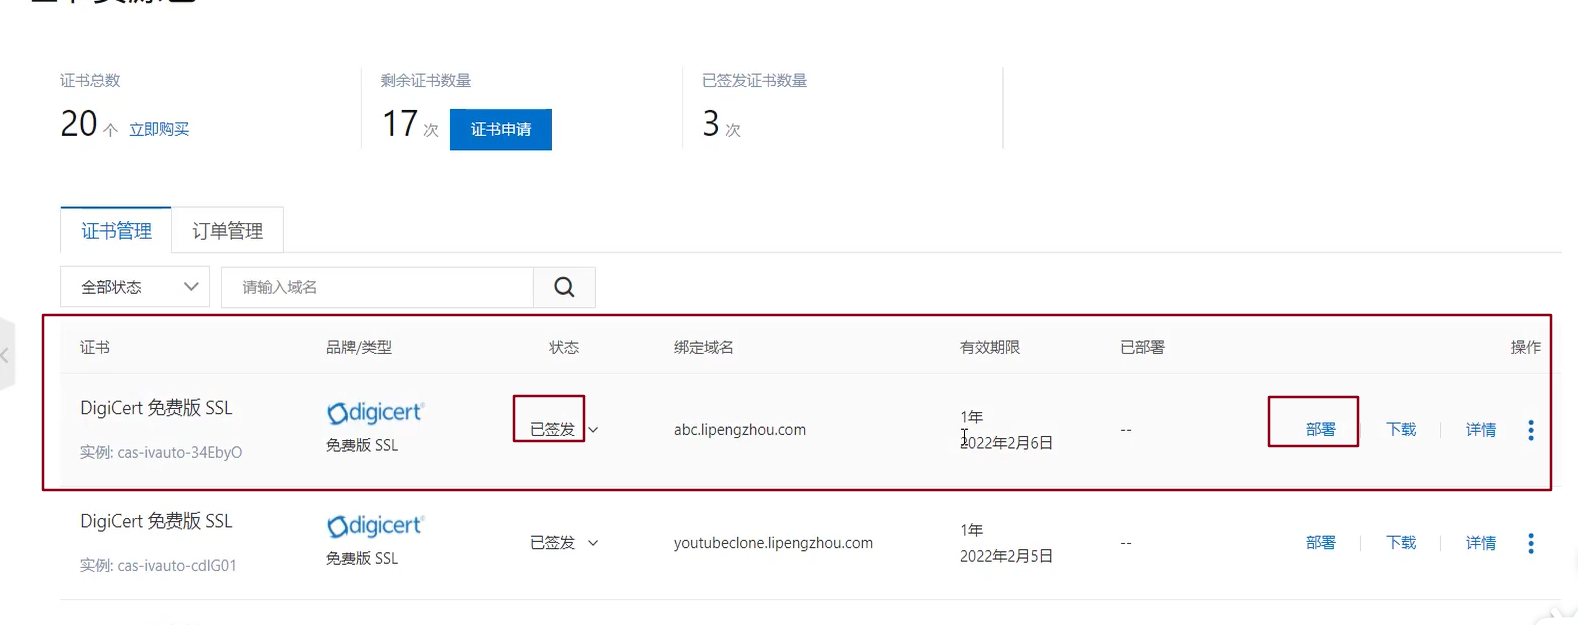 证书总数
20 个 立即购买
剩余证书数量
17 次 证书申请
已签发证书数量
3 次
证书管理 订单管理
全部状态 请输入域名
证书 品牌/类型 状态 绑定域名 有效期限 已部署 操作
DigiCert 免费版 SSL
实例: cas-ivauto-34EbyO
digicert
免费版 SSL
已签发
abc.lipengzhou.com
1年
2022年2月6日
--
部署 下载 详情
DigiCert 免费版 SSL
实例: cas-ivauto-cdIG01
digicert
免费版 SSL
已签发
youtubeclone.lipengzhou.com
1年
2022年2月5日
--
部署 下载 详情